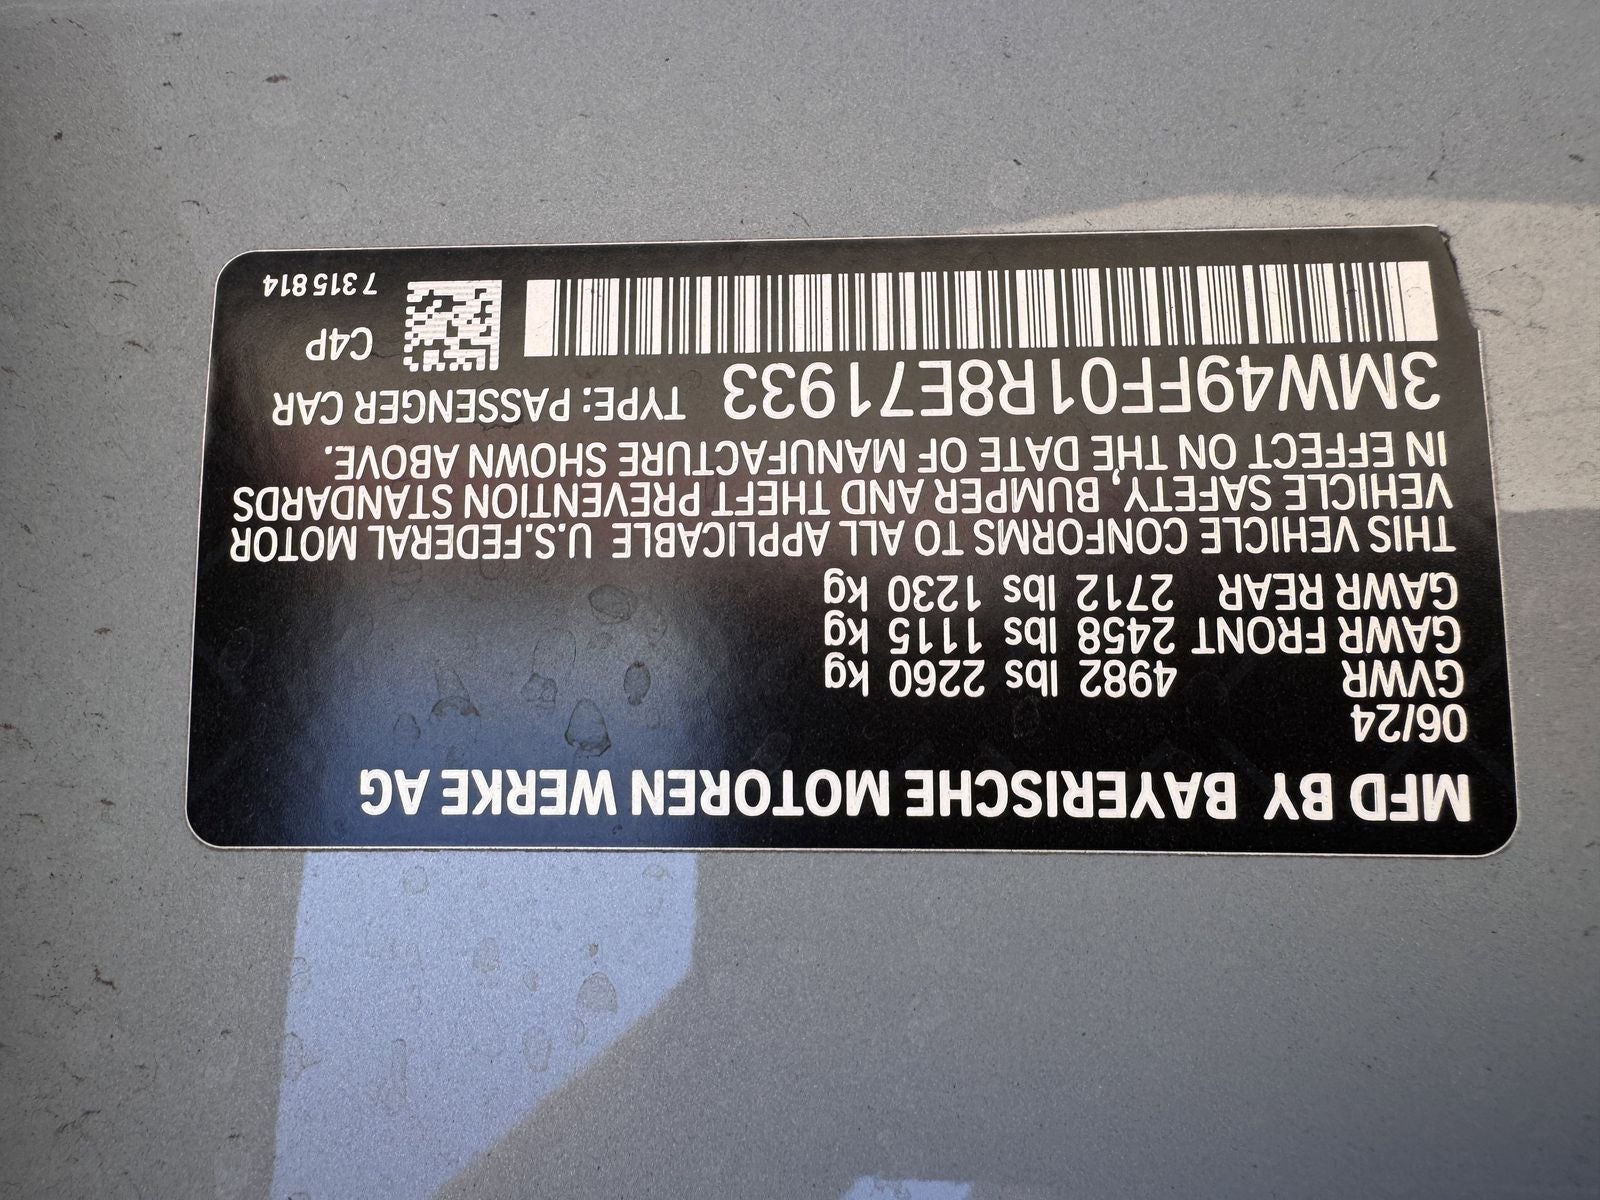 MFD BY BAYERISCHE MOTOREN WERKE AG
06/24
GVWR 4982 lbs 2260 kg
GAWR FRONT 2458 lbs 1115 kg
GAWR REAR 2712 lbs 1230 kg
THIS VEHICLE CONFORMS TO ALL APPLICABLE U.S.FEDERAL MOTOR
VEHICLE SAFETY, BUMPER AND THEFT PREVENTION STANDARDS
IN EFFECT ON THE DATE OF MANUFACTURE SHOWN ABOVE.
3MW49FF01R8E71933 TYPE: PASSENGER CAR
C4P
7 315 814